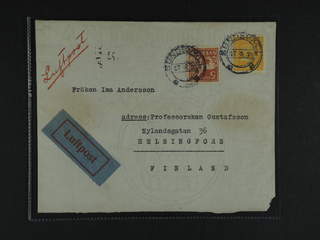 Luftpost
Fröken Ima Andersson
adress:Professorskan Gustafsson
Nylandsgatan 36
HELSINGFORS
FINLAND
Luftpost